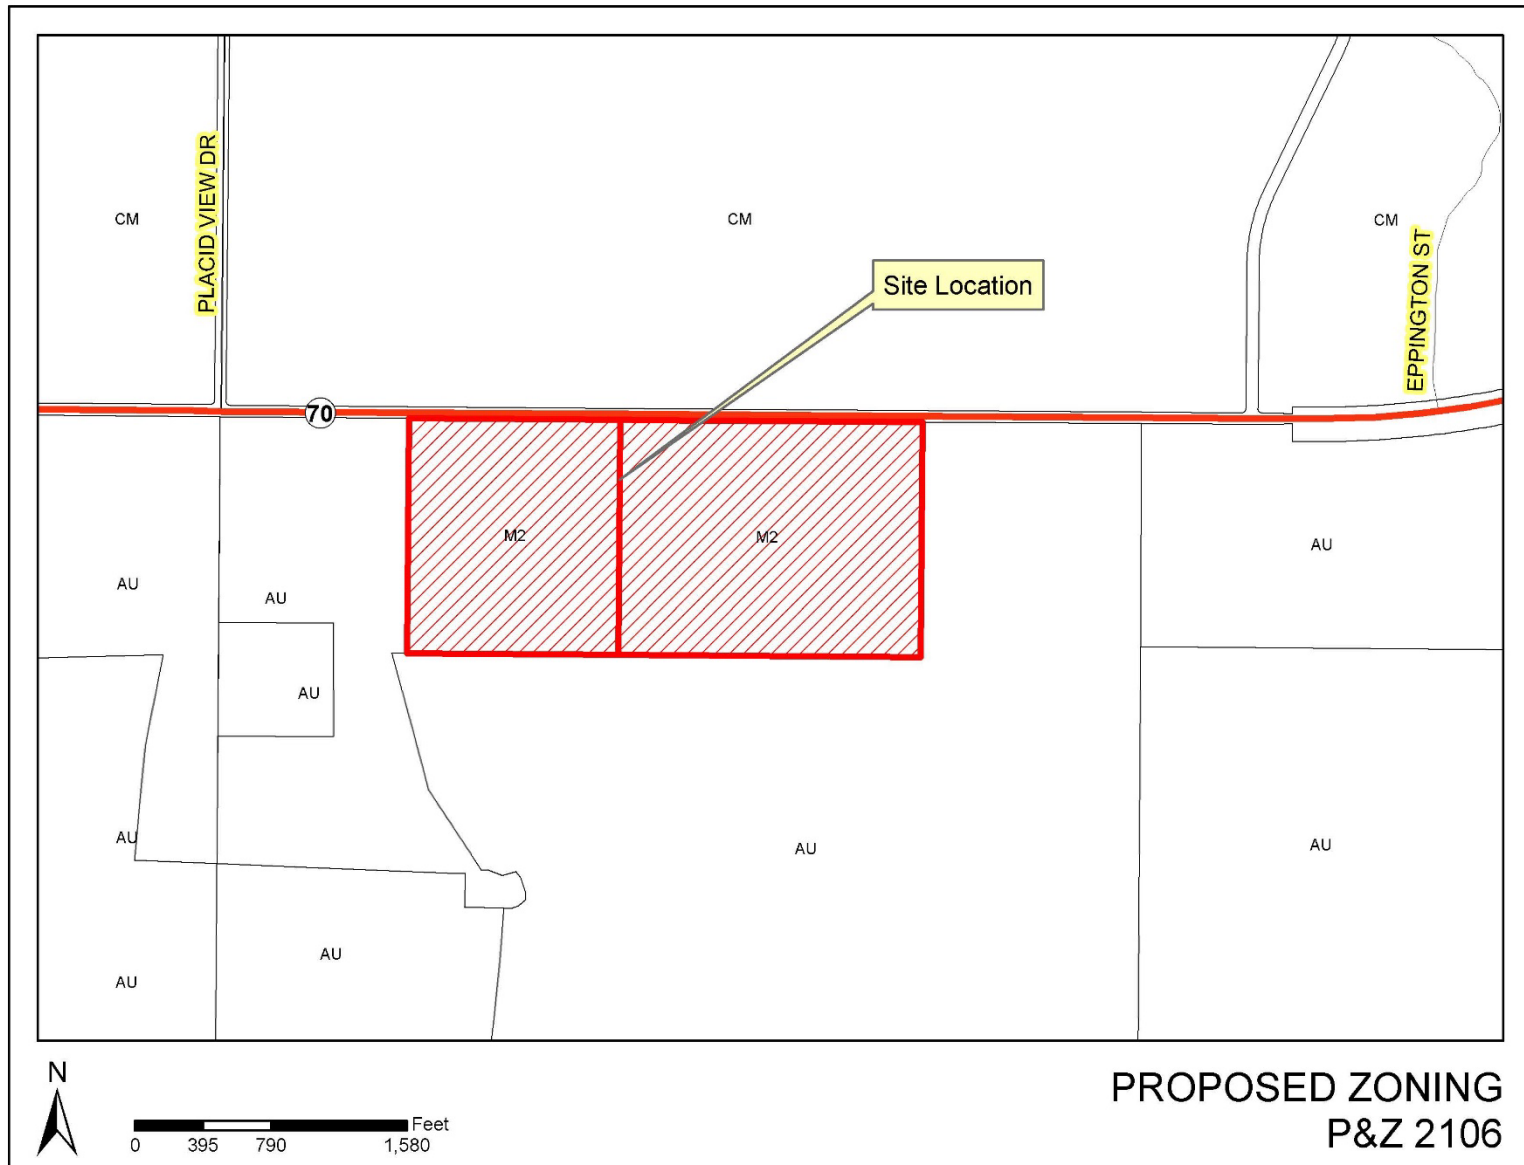 PLACID VIEW DR
CM
CM
CM
EPPINGTON ST
Site Location
70
M2
M2
AU
AU
AU
AU
AU
AU
AU
AU
AU
N
Feet
0 395 790 1,580
PROPOSED ZONING
P&Z 2106